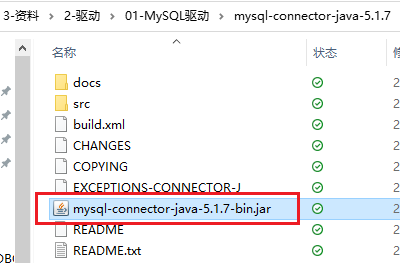 3-资料 > 2-驱动 > 01-MySQL驱动 > mysql-connector-java-5.1.7
名称 状态
docs
src
build.xml
CHANGES
COPYING
EXCEPTIONS-CONNECTOR-J
mysql-connector-java-5.1.7-bin.jar
README
README.txt